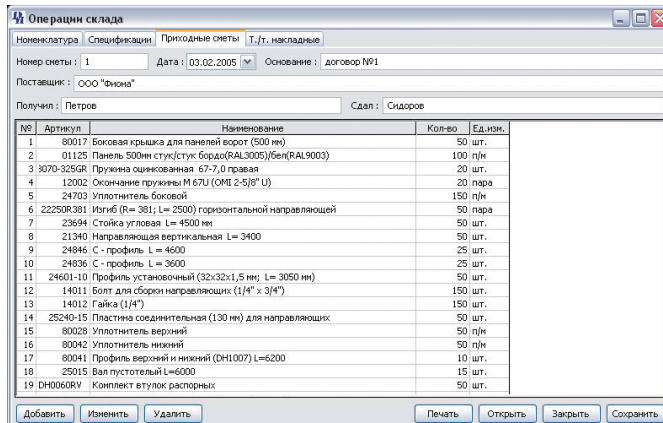 Операции склада
Номенклатура Спецификации Приходные сметы Т./т. накладные
Номер сметы : 1 Дата : 03.02.2005 Основание : договор №1
Поставщик : ООО "Фиона"
Получил : Петров Сдал : Сидоров
№ Артикул Наименование Кол-во Ед.изм.
1 80017 Боковая крышка для панелей ворот (500 мм) 50 шт.
2 01125 Панель 500мм стук/стук бордо(RAL3005)/бел(RAL9003) 100 п/м
3 3070-325GR Пружина оцинкованная 67-7,0 правая 20 шт.
4 12002 Окончание пружины М 67U (OMI 2-5/8" U) 20 пара
5 24703 Уплотнитель боковой 150 п/м
6 22250R381 Изгиб (R= 381; L= 2500) горизонтальной направляющей 50 пара
7 23694 Стойка угловая L= 4500 мм 50 шт.
8 21340 Направляющая вертикальная L= 3400 50 шт.
9 24846 С - профиль L = 4600 25 шт.
10 24836 С - профиль L = 3600 25 шт.
11 24601-10 Профиль установочный (32x32x1,5 мм; L= 3050 мм) 50 шт.
12 14011 Болт для сборки направляющих (1/4" x 3/4") 150 шт.
13 14012 Гайка (1/4") 150 шт.
14 25240-15 Пластина соединительная (130 мм) для направляющих 50 шт.
15 80028 Уплотнитель верхний 50 п/м
16 80042 Уплотнитель нижний 50 п/м
17 80041 Профиль верхний и нижний (DH1007) L=6200 10 шт.
18 25015 Вал пустотелый L=6000 15 шт.
19 DH0060RV Комплект втулок распорных 50 шт.
Добавить Изменить Удалить Печать Открыть Закрыть Сохранить